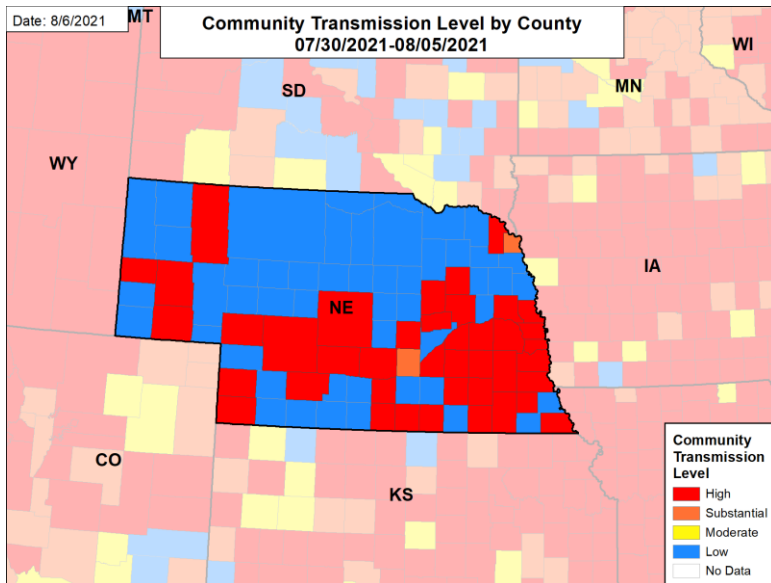 Date: 8/6/2021
Community Transmission Level by County
07/30/2021-08/05/2021
MT
WI
SD
MN
WY
IA
NE
CO
KS
Community
Transmission
Level
High
Substantial
Moderate
Low
No Data